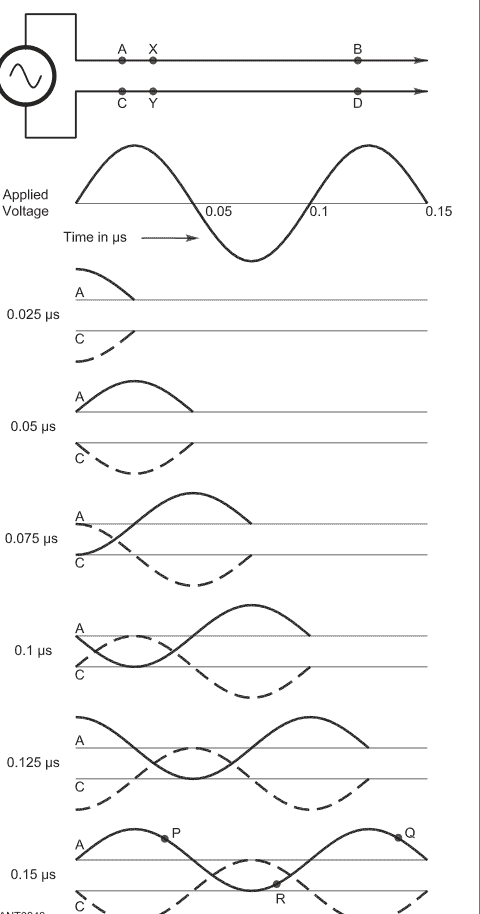 A X B
C Y D
Applied
Voltage
0.05 0.1 0.15
Time in µs
A
0.025 µs
C
A
0.05 µs
C
A
0.075 µs
C
A
0.1 µs
C
A
0.125 µs
C
P Q
A
0.15 µs
R
C